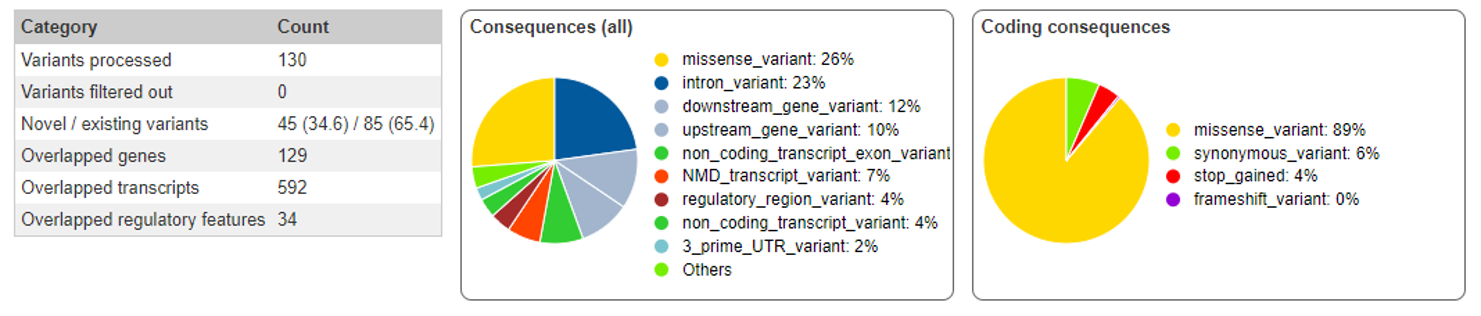 Category Count
Variants processed 130
Variants filtered out 0
Novel / existing variants 45 (34.6) / 85 (65.4)
Overlapped genes 129
Overlapped transcripts 592
Overlapped regulatory features 34
Consequences (all)
missense_variant: 26%
intron_variant: 23%
downstream_gene_variant: 12%
upstream_gene_variant: 10%
non_coding_transcript_exon_variant
NMD_transcript_variant: 7%
regulatory_region_variant: 4%
non_coding_transcript_variant: 4%
3_prime_UTR_variant: 2%
Others
Coding consequences
missense_variant: 89%
synonymous_variant: 6%
stop_gained: 4%
frameshift_variant: 0%